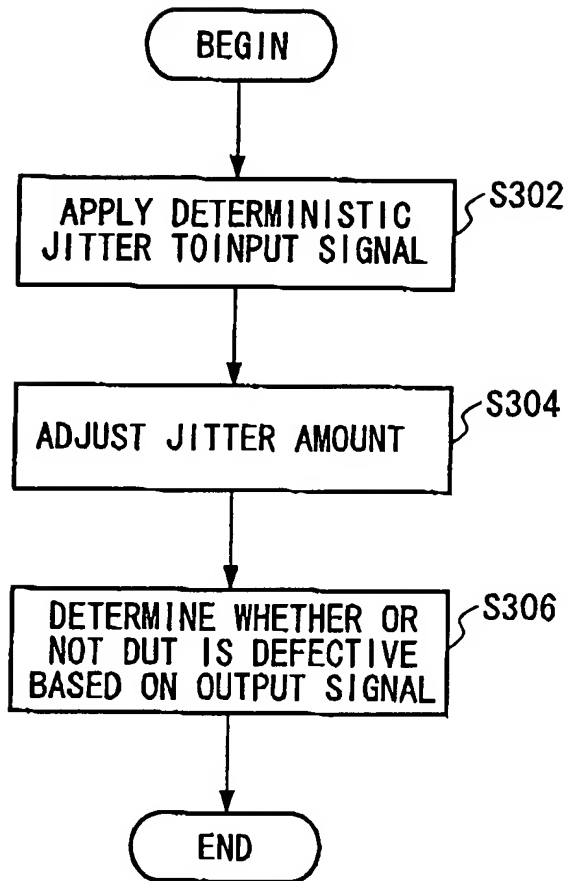 BEGIN
APPLY DETERMINISTIC
JITTER TOINPUT SIGNAL
S302
ADJUST JITTER AMOUNT
S304
DETERMINE WHETHER OR
NOT DUT IS DEFECTIVE
BASED ON OUTPUT SIGNAL
S306
END